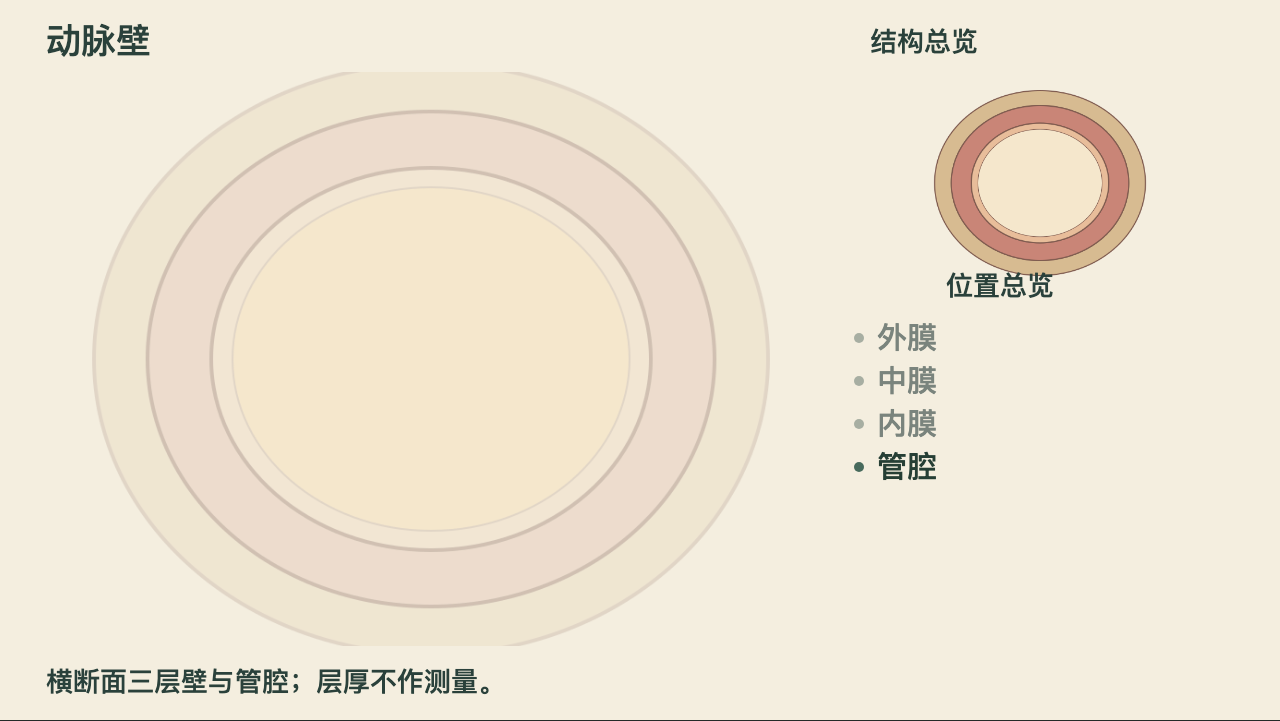 动脉壁
结构总览
位置总览
外膜
中膜
内膜
管腔
横断面三层壁与管腔；层厚不作测量。